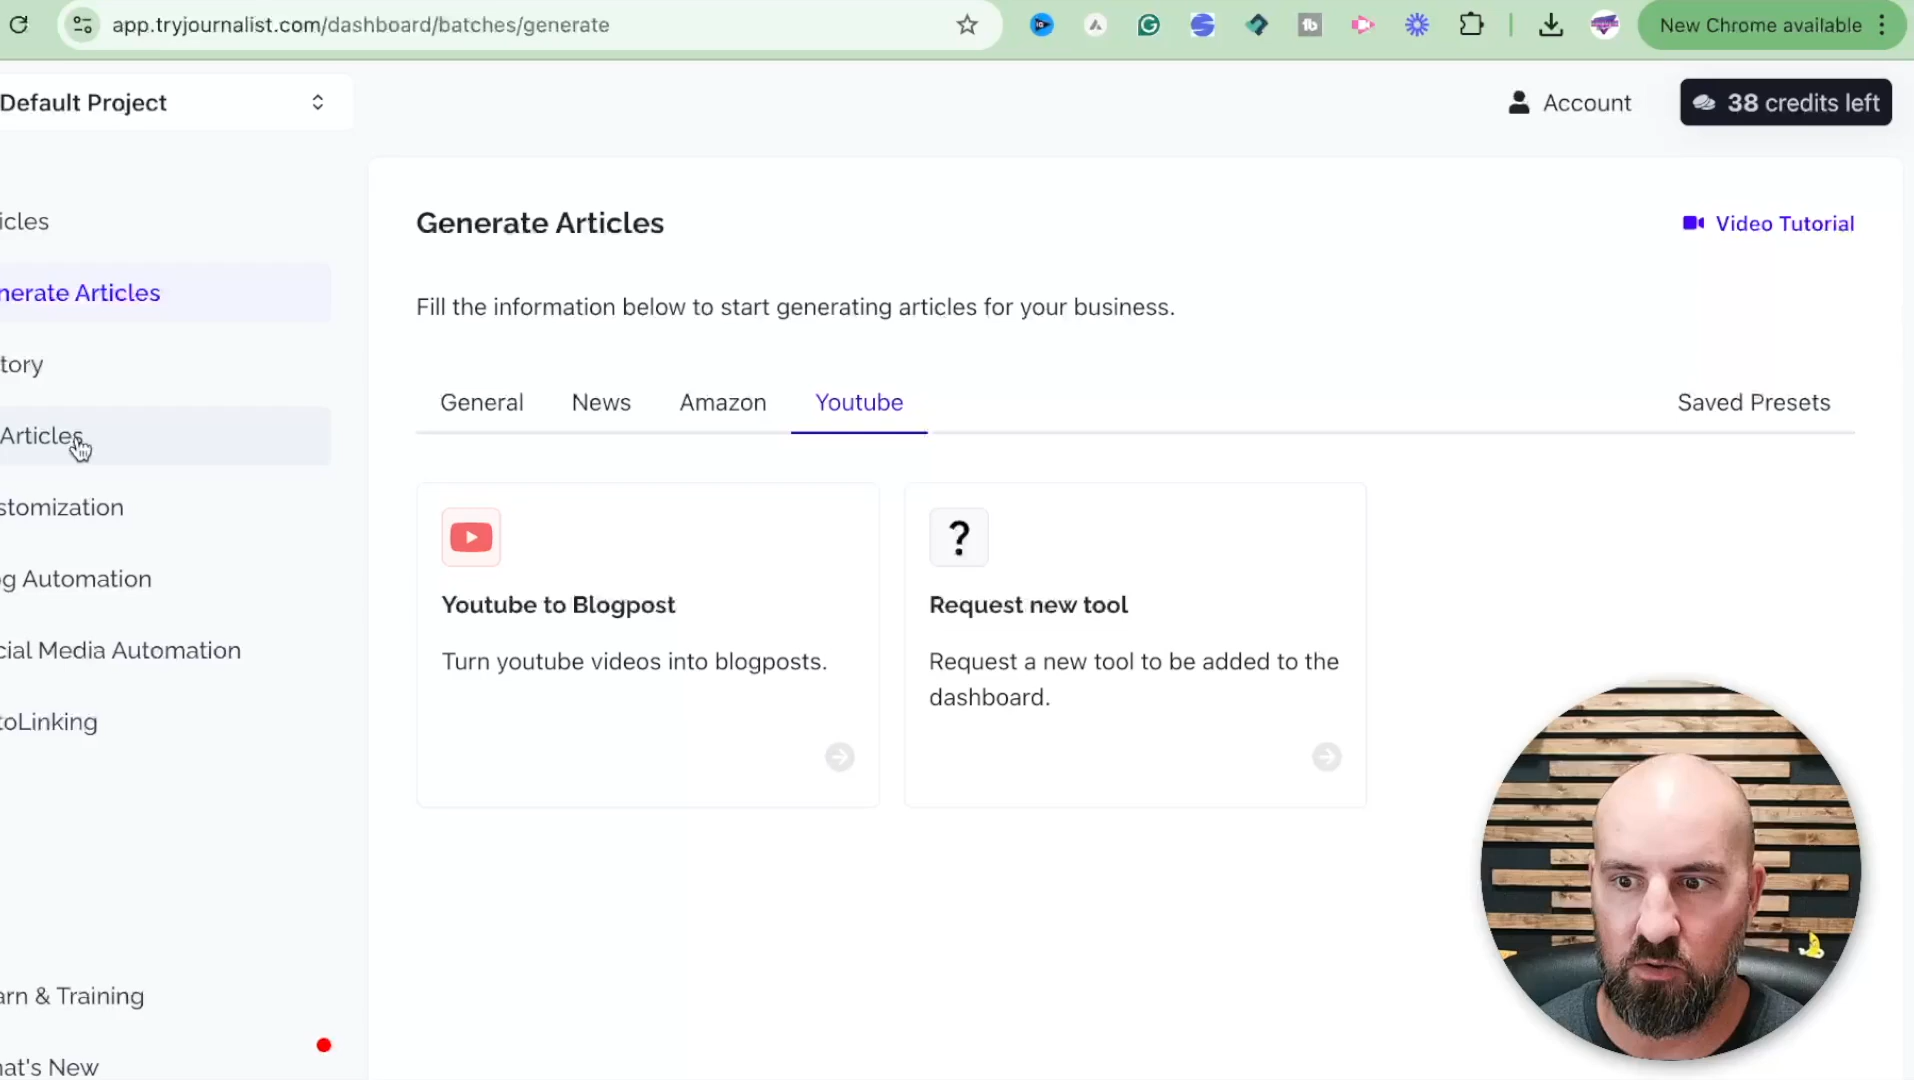 app.tryjournalist.com/dashboard/batches/generate
New Chrome available
Default Project
Account
38 credits left
icles
nerate Articles
tory
Articles
stomization
g Automation
cial Media Automation
toLinking
arn & Training
hat's New
Generate Articles
Video Tutorial
Fill the information below to start generating articles for your business.
General
News
Amazon
Youtube
Saved Presets
Youtube to Blogpost
Turn youtube videos into blogposts.
?
Request new tool
Request a new tool to be added to the
dashboard.